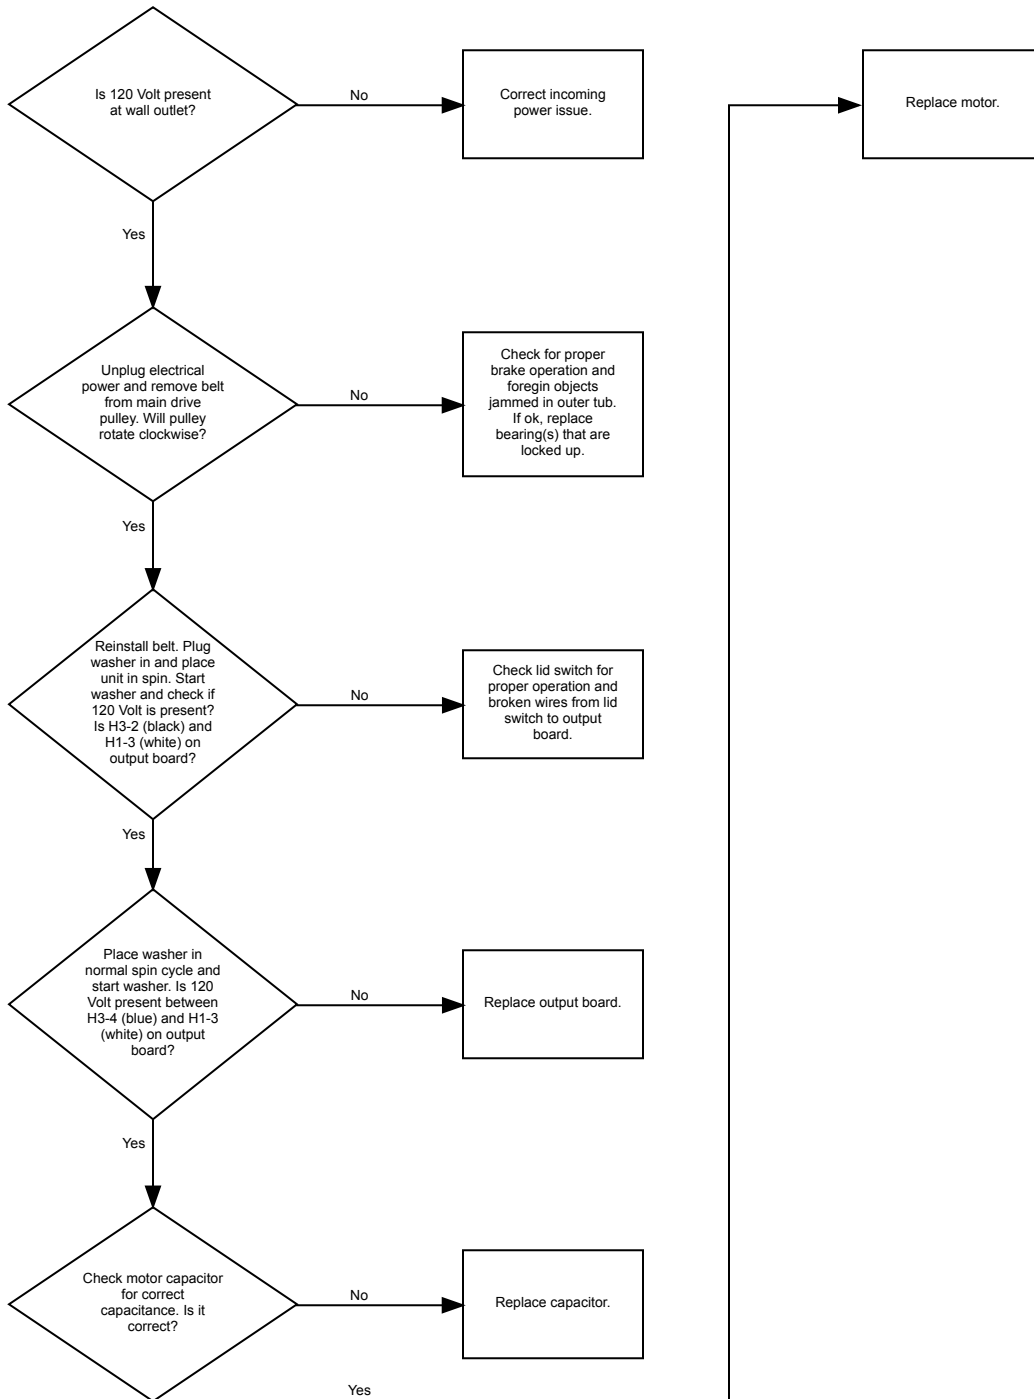 Is 120 Volt present
at wall outlet?
No
Correct incoming
power issue.
Replace motor.
Yes
Unplug electrical
power and remove belt
from main drive
pulley. Will pulley
rotate clockwise?
No
Check for proper
brake operation and
foregin objects
jammed in outer tub.
If ok, replace
bearing(s) that are
locked up.
Yes
Reinstall belt. Plug
washer in and place
unit in spin. Start
washer and check if
120 Volt is present?
Is H3-2 (black) and
H1-3 (white) on
output board?
No
Check lid switch for
proper operation and
broken wires from lid
switch to output
board.
Yes
Place washer in
normal spin cycle and
start washer. Is 120
Volt present between
H3-4 (blue) and H1-3
(white) on output
board?
No
Replace output board.
Yes
Check motor capacitor
for correct
capacitance. Is it
correct?
No
Replace capacitor.
Yes